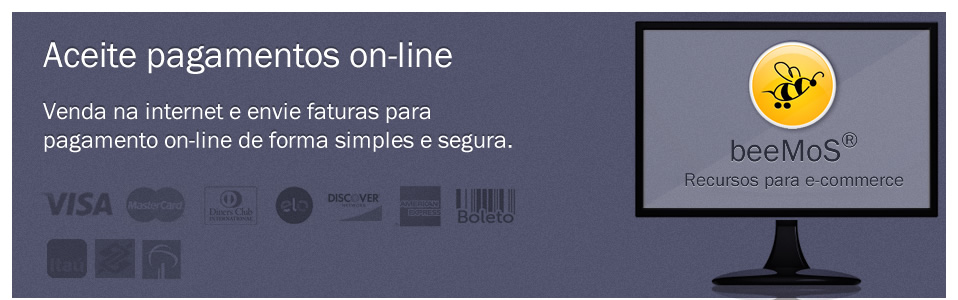 Aceite pagamentos on-line
Venda na internet e envie faturas para
pagamento on-line de forma simples e segura.
VISA MasterCard Diners Club INTERNATIONAL elo DISCOVER NETWORK AMERICAN EXPRESS Boleto
Itaú
beeMoS®
Recursos para e-commerce